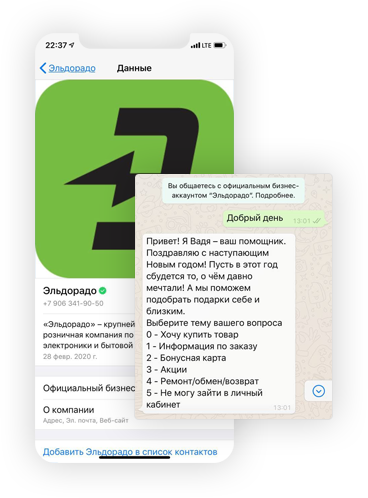 22:37 LTE
Эльдорадо Данные
Эльдорадо
+7 906 341-90-50
«Эльдорадо» – крупней
розничная компания по
электроники и бытовой
28 февр. 2020 г.
Официальный бизнес
О компании
Адрес, Эл. почта, Веб-сайт
Добавить Эльдорадо в список контактов
Вы общаетесь с официальным бизнес-
аккаунтом "Эльдорадо". Подробнее.
Добрый день 13:01
Привет! Я Вадя – ваш помощник.
Поздравляю с наступающим
Новым годом! Пусть в этот год
сбудется то, о чём давно
мечтали! А мы поможем
подобрать подарки себе и
близким.
Выберите тему вашего вопроса
0 - Хочу купить товар
1 - Информация по заказу
2 - Бонусная карта
3 - Акции
4 - Ремонт/обмен/возврат
5 - Не могу зайти в личный
кабинет 13:01